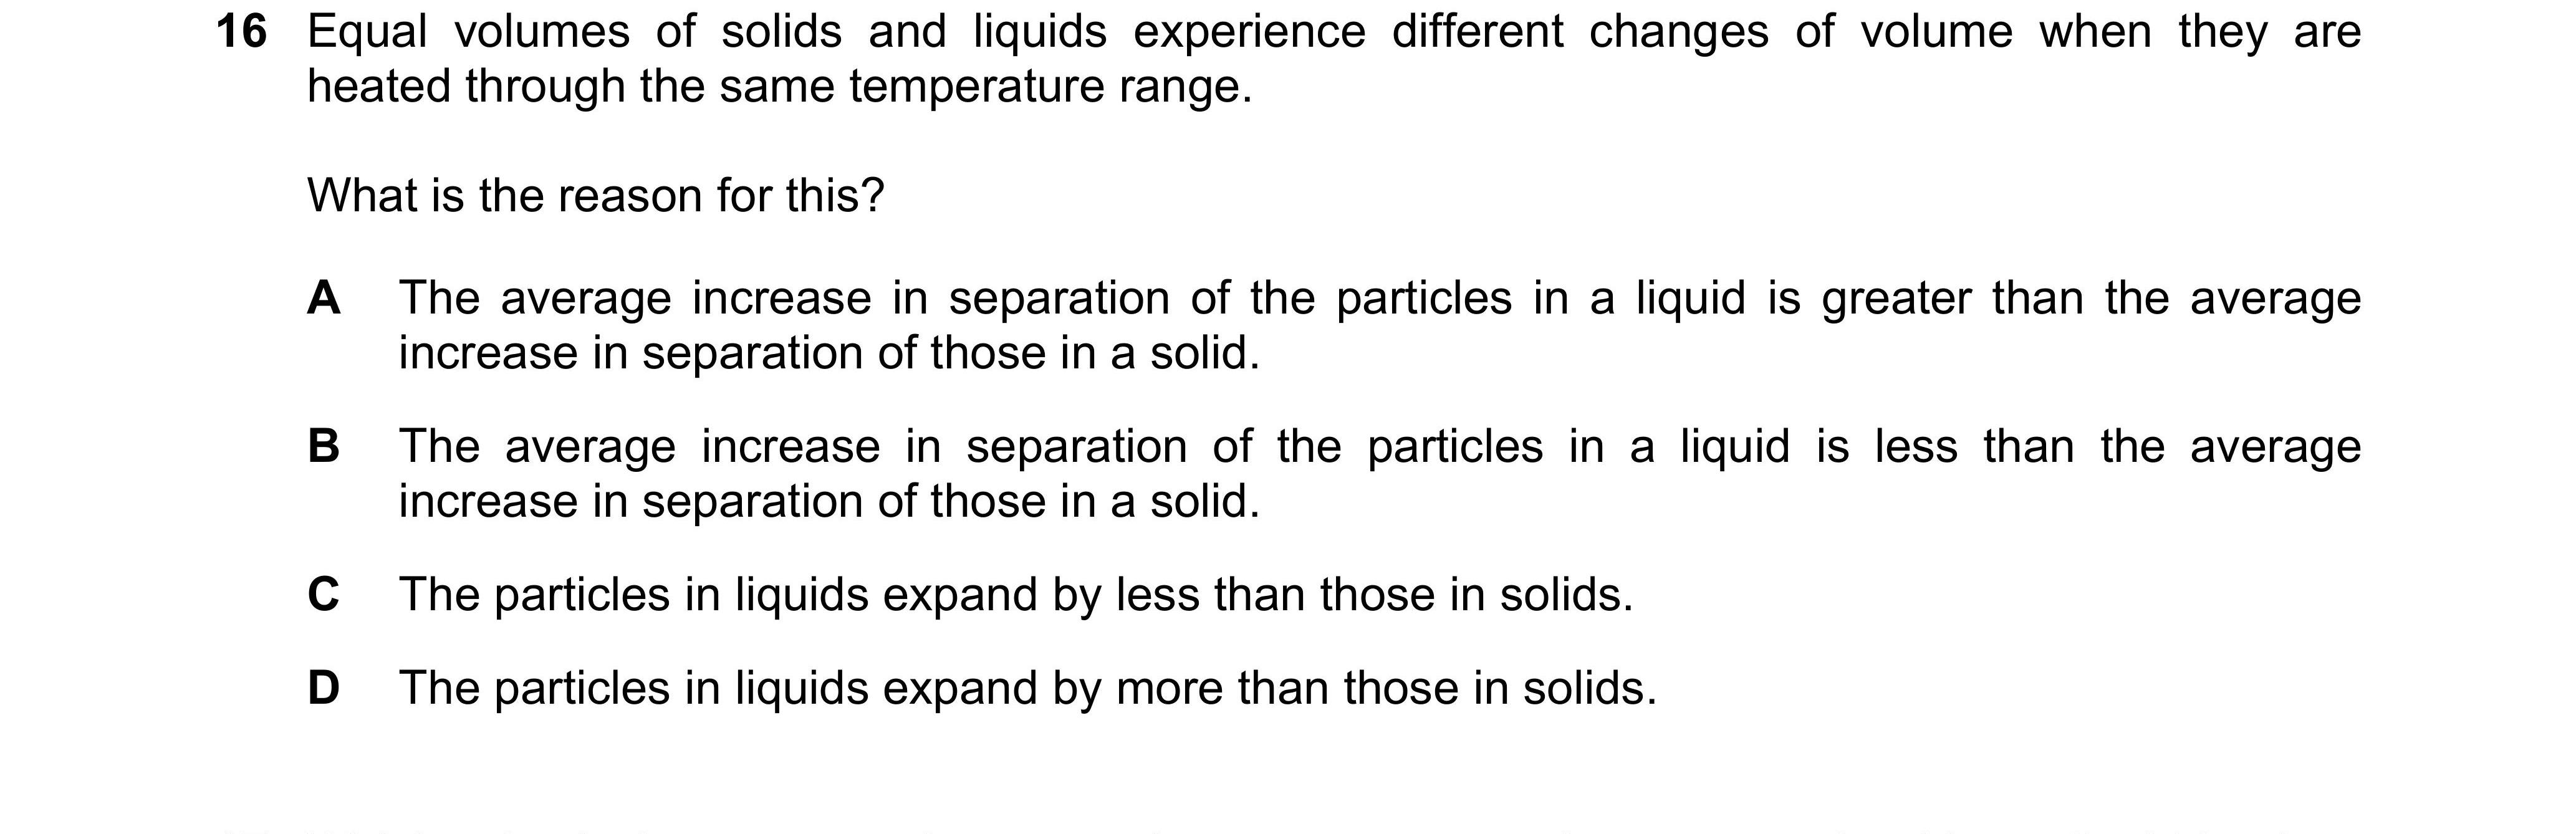 16 Equal volumes of solids and liquids experience different changes of volume when they are
heated through the same temperature range.
What is the reason for this?
A The average increase in separation of the particles in a liquid is greater than the average
increase in separation of those in a solid.
B The average increase in separation of the particles in a liquid is less than the average
increase in separation of those in a solid.
C The particles in liquids expand by less than those in solids.
D The particles in liquids expand by more than those in solids.